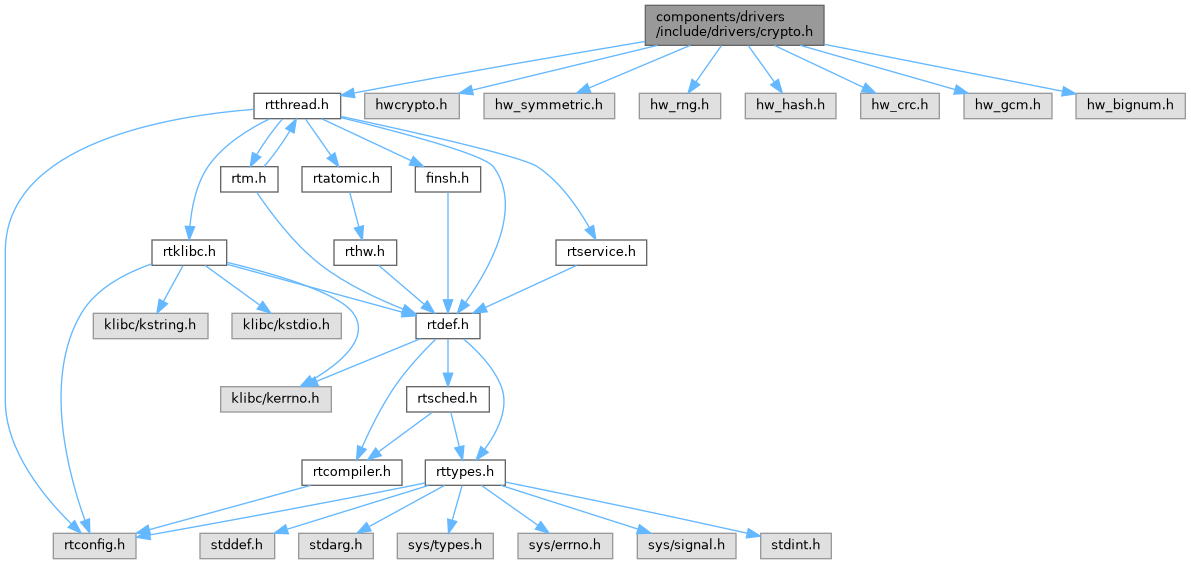 components/drivers
/include/drivers/crypto.h
rtthread.h
hwcrypto.h
hw_symmetric.h
hw_rng.h
hw_hash.h
hw_crc.h
hw_gcm.h
hw_bignum.h
rtm.h
rtatomic.h
finsh.h
rtklibc.h
rthw.h
rtservice.h
klibc/kstring.h
klibc/kstdio.h
rtdef.h
klibc/kerrno.h
rtsched.h
rtcompiler.h
rttypes.h
rtconfig.h
stddef.h
stdarg.h
sys/types.h
sys/errno.h
sys/signal.h
stdint.h